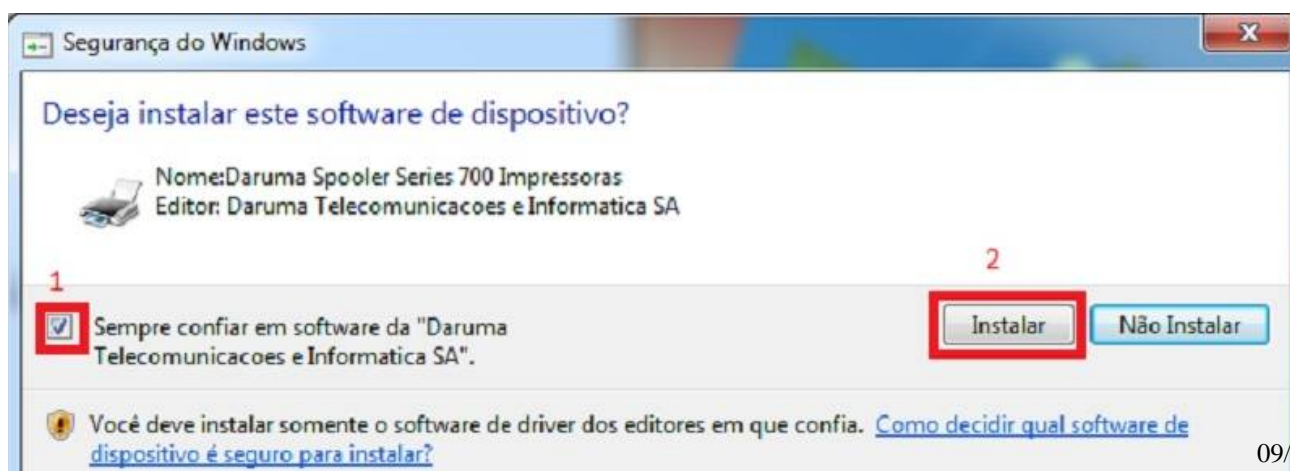 Segurança do Windows
Deseja instalar este software de dispositivo?
Nome:Daruma Spooler Series 700 Impressoras
Editor: Daruma Telecomunicacoes e Informatica SA
1
2
Sempre confiar em software da "Daruma
Telecomunicacoes e Informatica SA".
Instalar
Não Instalar
Você deve instalar somente o software de driver dos editores em que confia. Como decidir qual software de
dispositivo é seguro para instalar?
09/